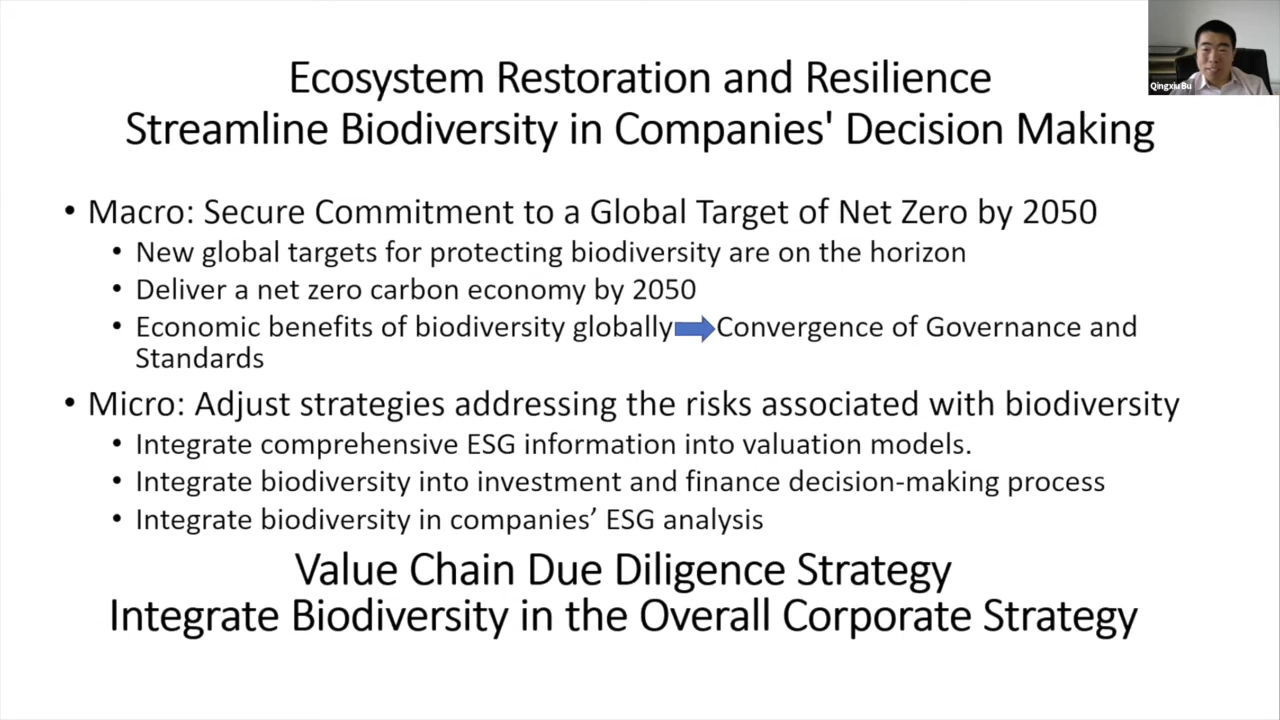 Qingxiu Bu
Ecosystem Restoration and Resilience
Streamline Biodiversity in Companies' Decision Making
• Macro: Secure Commitment to a Global Target of Net Zero by 2050
• New global targets for protecting biodiversity are on the horizon
• Deliver a net zero carbon economy by 2050
• Economic benefits of biodiversity globally Convergence of Governance and
Standards
• Micro: Adjust strategies addressing the risks associated with biodiversity
• Integrate comprehensive ESG information into valuation models.
• Integrate biodiversity into investment and finance decision-making process
• Integrate biodiversity in companies’ ESG analysis
Value Chain Due Diligence Strategy
Integrate Biodiversity in the Overall Corporate Strategy